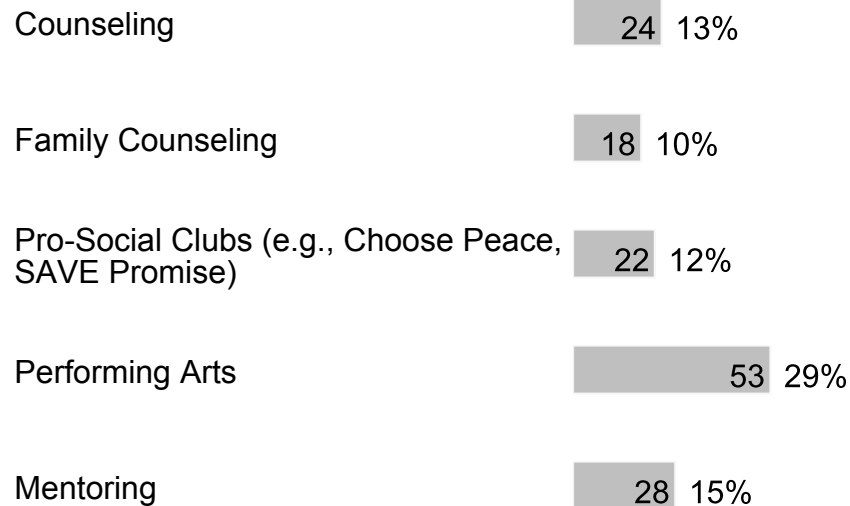 Counseling 24 13%
Family Counseling 18 10%
Pro-Social Clubs (e.g., Choose Peace,
SAVE Promise) 22 12%
Performing Arts 53 29%
Mentoring 28 15%